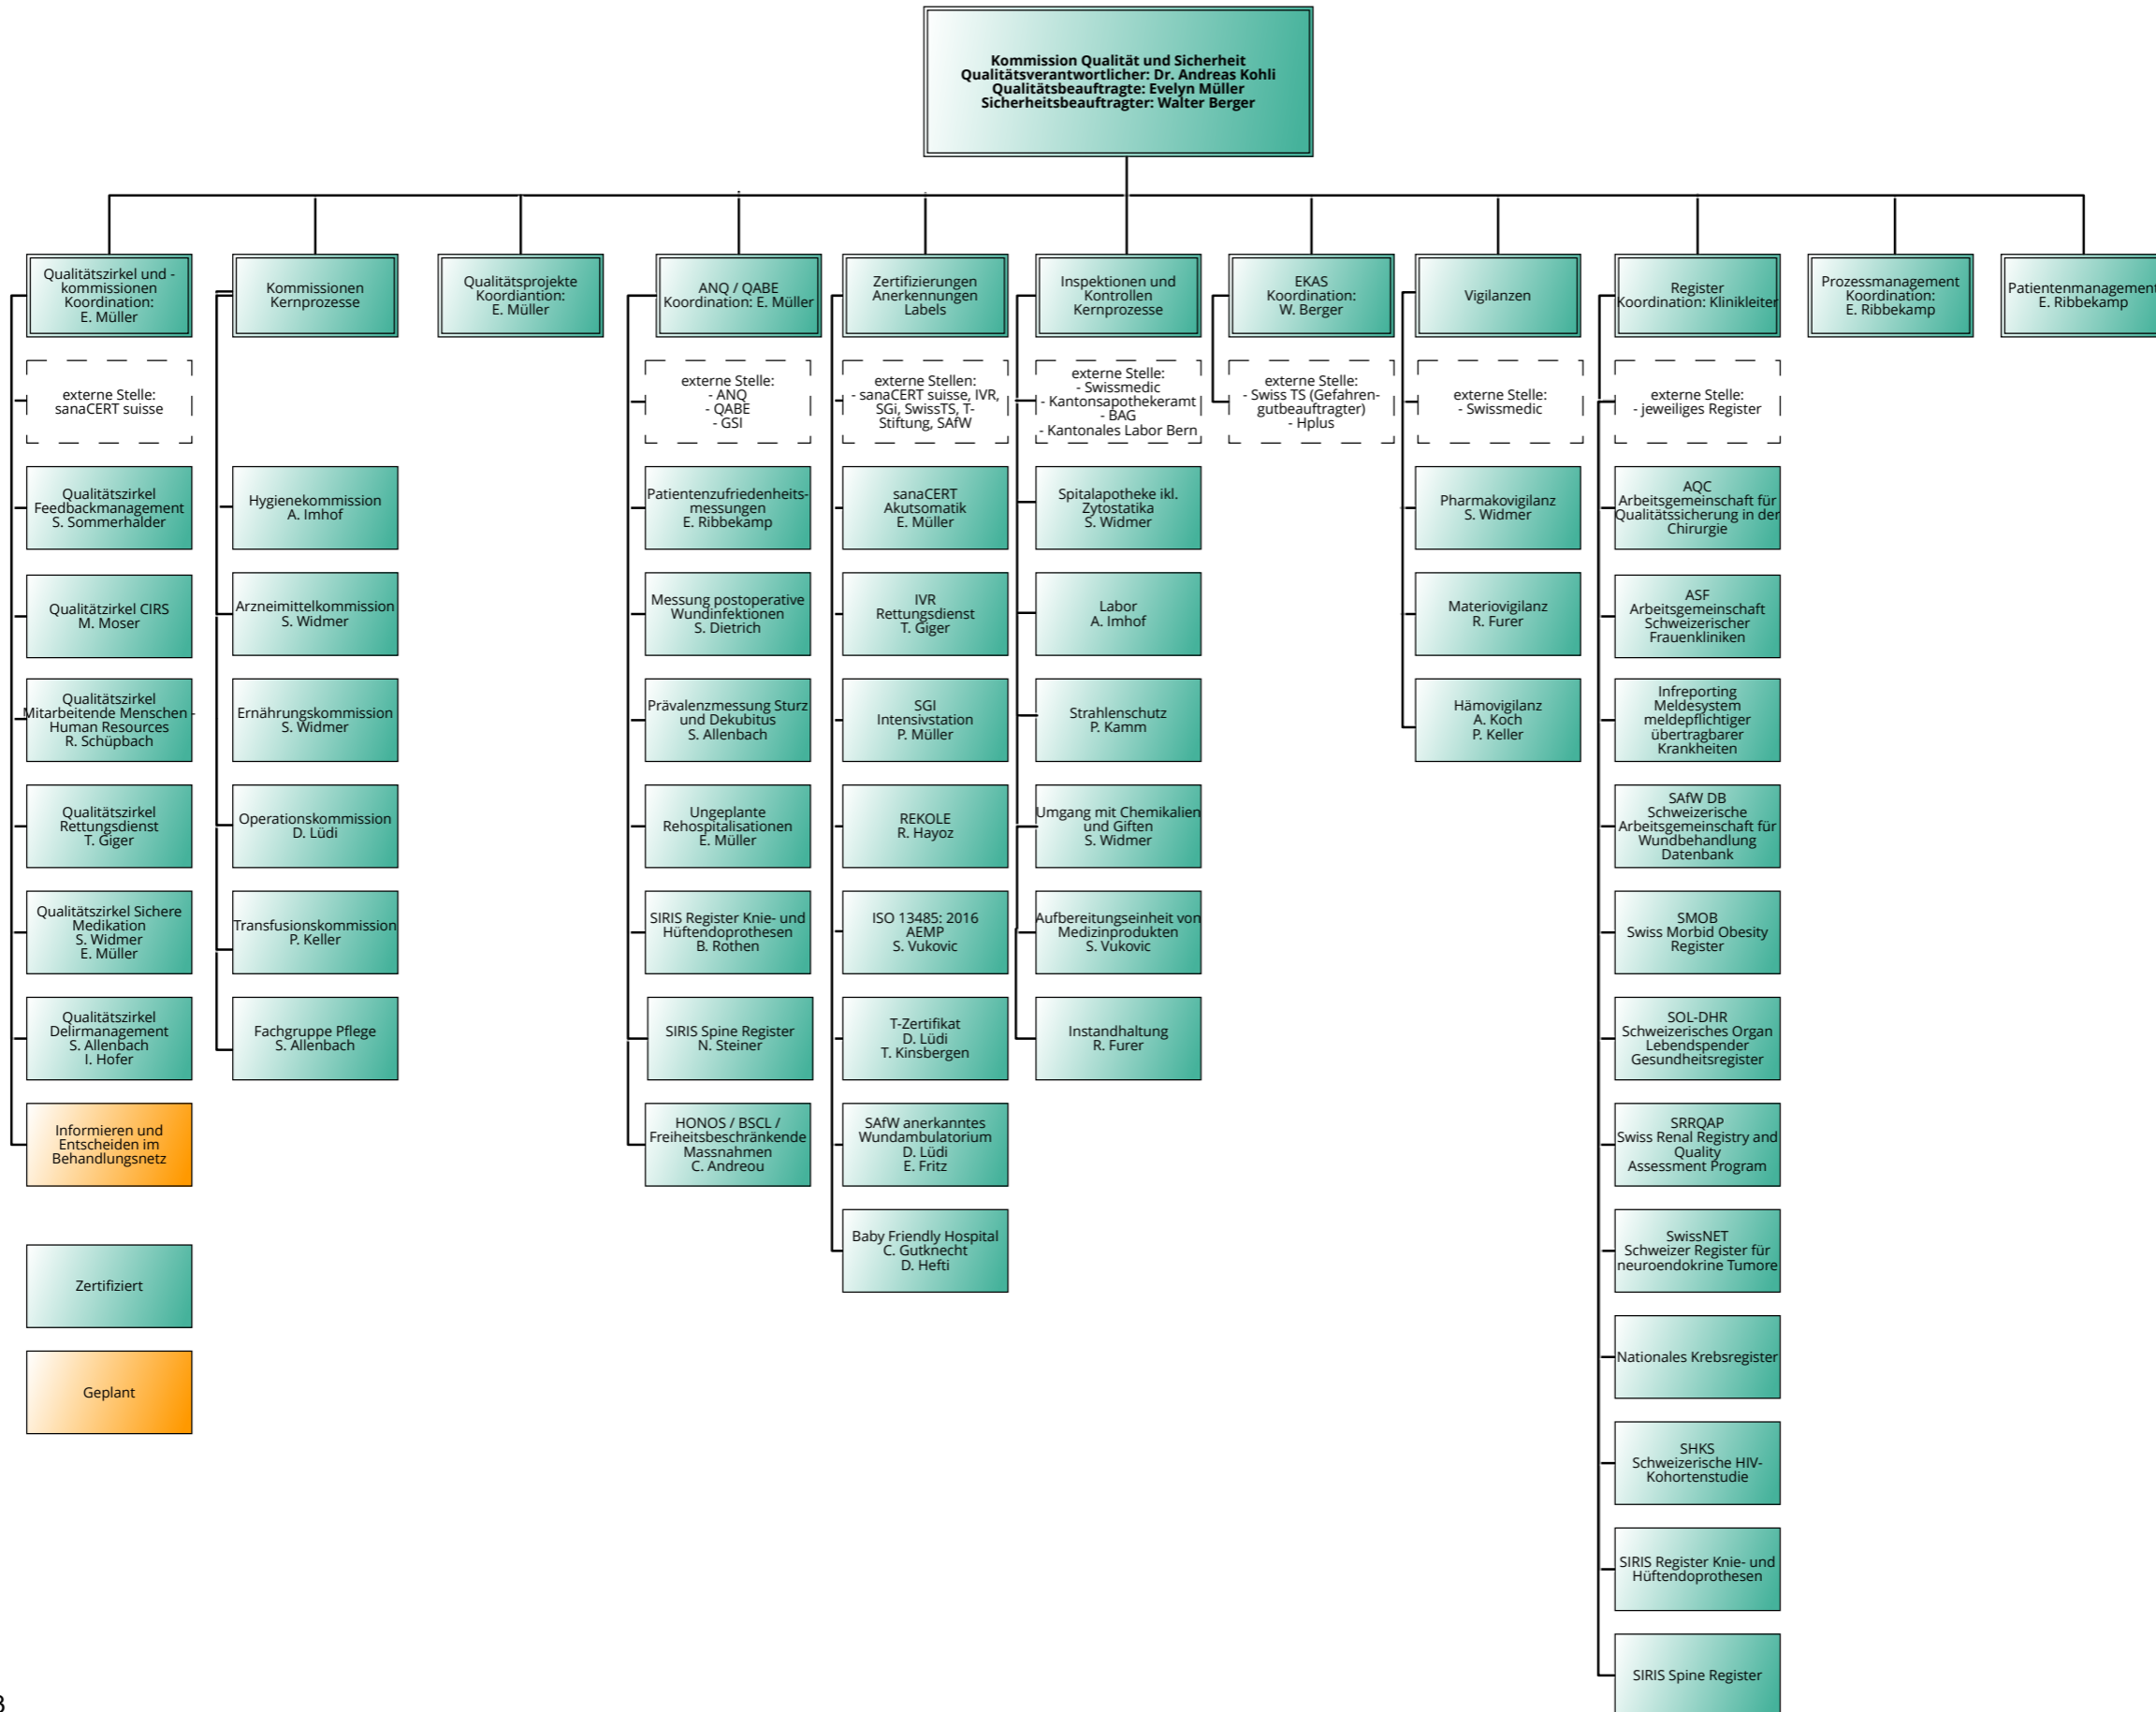 Kommission Qualität und Sicherheit
Qualitätsverantwortlicher: Dr. Andreas Kohli
Qualitätsbeauftragte: Evelyn Müller
Sicherheitsbeauftragter: Walter Berger
Qualitätszirkel und -
kommissionen
Koordination:
E. Müller
externe Stelle:
sanaCERT suisse
Qualitätszirkel
Feedbackmanagement
S. Sommerhalder
Qualitätzirkel CIRS
M. Moser
Qualitätszirkel
Mitarbeitende Menschen -
Human Resources
R. Schüpbach
Qualitätszirkel
Rettungsdienst
T. Giger
Qualitätszirkel Sichere
Medikation
S. Widmer
E. Müller
Qualitätszirkel
Delirmanagement
S. Allenbach
I. Hofer
Informieren und
Entscheiden im
Behandlungsnetz
Zertifiziert
Geplant
Kommissionen
Kernprozesse
Hygienekommission
A. Imhof
Arzneimittelkommission
S. Widmer
Ernährungskommission
S. Widmer
Operationskommission
D. Lüdi
Transfusionskommission
P. Keller
Fachgruppe Pflege
S. Allenbach
Qualitätsprojekte
Koordiantion:
E. Müller
ANQ / QABE
Koordination: E. Müller
externe Stelle:
- ANQ
- QABE
- GSI
Patientenzufriedenheits-
messungen
E. Ribbekamp
Messung postoperative
Wundinfektionen
S. Dietrich
Prävalenzmessung Sturz
und Dekubitus
S. Allenbach
Ungeplante
Rehospitalisationen
E. Müller
SIRIS Register Knie- und
Hüftendoprothesen
B. Rothen
SIRIS Spine Register
N. Steiner
HONOS / BSCL /
Freiheitsbeschränkende
Massnahmen
C. Andreou
Zertifizierungen
Anerkennungen
Labels
externe Stellen:
- sanaCERT suisse, IVR,
SGi, SwissTS, T-
Stiftung, SAfW
sanaCERT
Akutsomatik
E. Müller
IVR
Rettungsdienst
T. Giger
SGI
Intensivstation
P. Müller
REKOLE
R. Hayoz
ISO 13485: 2016
AEMP
S. Vukovic
T-Zertifikat
D. Lüdi
T. Kinsbergen
SAfW anerkanntes
Wundambulatorium
D. Lüdi
E. Fritz
Baby Friendly Hospital
C. Gutknecht
D. Hefti
Inspektionen und
Kontrollen
Kernprozesse
externe Stelle:
- Swissmedic
- Kantonsapothekeramt
- BAG
- Kantonales Labor Bern
Spitalapotheke ikl.
Zytostatika
S. Widmer
Labor
A. Imhof
Strahlenschutz
P. Kamm
Umgang mit Chemikalien
und Giften
S. Widmer
Aufbereitungseinheit von
Medizinprodukten
S. Vukovic
Instandhaltung
R. Furer
EKAS
Koordination:
W. Berger
externe Stelle:
- Swiss TS (Gefahren-
gutbeauftragter)
- Hplus
Vigilanzen
externe Stelle:
- Swissmedic
Pharmakovigilanz
S. Widmer
Materiovigilanz
R. Furer
Hämovigilanz
A. Koch
P. Keller
Register
Koordination: Klinikleiter
externe Stelle:
- jeweiliges Register
AQC
Arbeitsgemeinschaft für
Qualitätssicherung in der
Chirurgie
ASF
Arbeitsgemeinschaft
Schweizerischer
Frauenkliniken
Infreporting
Meldesystem
meldepflichtiger
übertragbarer
Krankheiten
SAfW DB
Schweizerische
Arbeitsgemeinschaft für
Wundbehandlung
Datenbank
SMOB
Swiss Morbid Obesity
Register
SOL-DHR
Schweizerisches Organ
Lebendspender
Gesundheitsregister
SRRQAP
Swiss Renal Registry and
Quality
Assessment Program
SwissNET
Schweizer Register für
neuroendokrine Tumore
Nationales Krebsregister
SHKS
Schweizerische HIV-
Kohortenstudie
SIRIS Register Knie- und
Hüftendoprothesen
SIRIS Spine Register
Prozessmanagement
Koordination:
E. Ribbekamp
Patientenmanagement
E. Ribbekamp